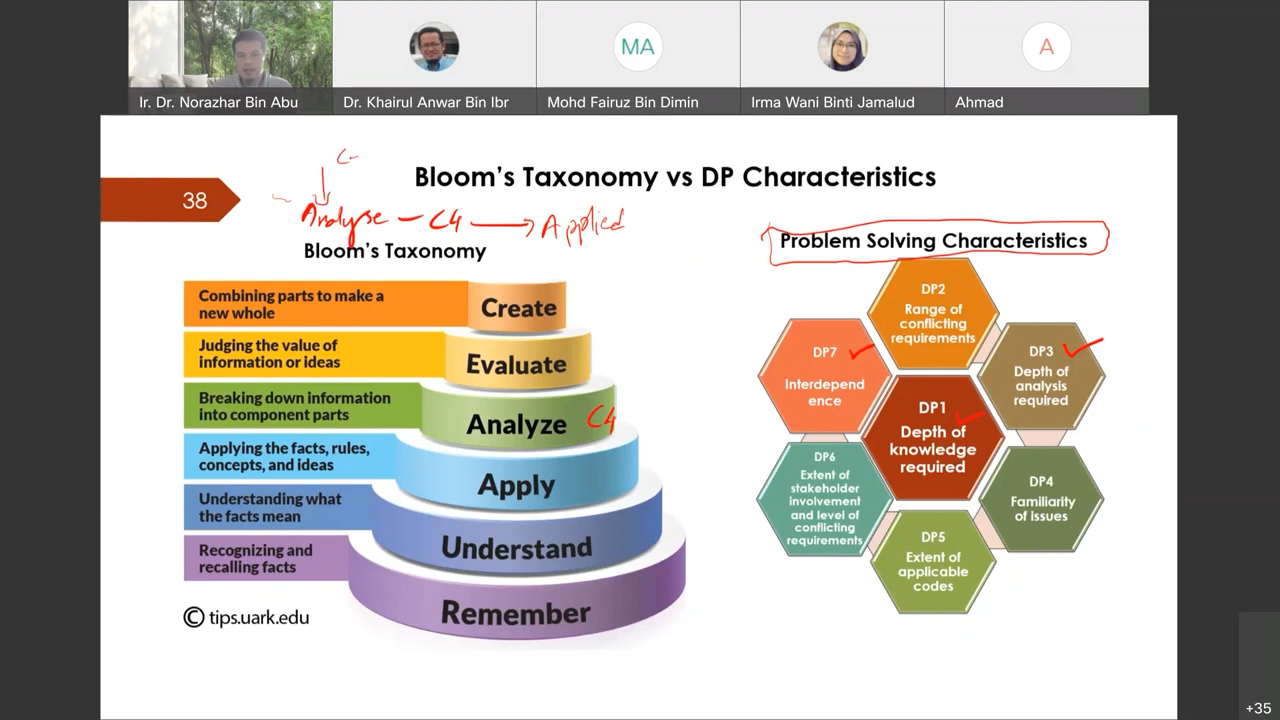 MA
A
Ir. Dr. Norazhar Bin Abu
Dr. Khairul Anwar Bin Ibr
Mohd Fairuz Bin Dimin
Irma Wani Binti Jamalud
Ahmad
38
Bloom's Taxonomy vs DP Characteristics
Analyse — C4 → Applied
Bloom's Taxonomy
Combining parts to make a
new whole
Create
Judging the value of
information or ideas
Evaluate
Breaking down information
into component parts
Analyze C4
Applying the facts, rules,
concepts, and ideas
Apply
Understanding what
the facts mean
Understand
Recognizing and
recalling facts
Remember
© tips.uark.edu
Problem Solving Characteristics
DP2
Range of
conflicting
requirements
DP7
Interdepend
ence
DP3
Depth of
analysis
required
DP1
Depth of
knowledge
required
DP6
Extent of
stakeholder
involvement
and level of
conflicting
requirements
DP4
Familiarity
of issues
DP5
Extent of
applicable
codes
+35